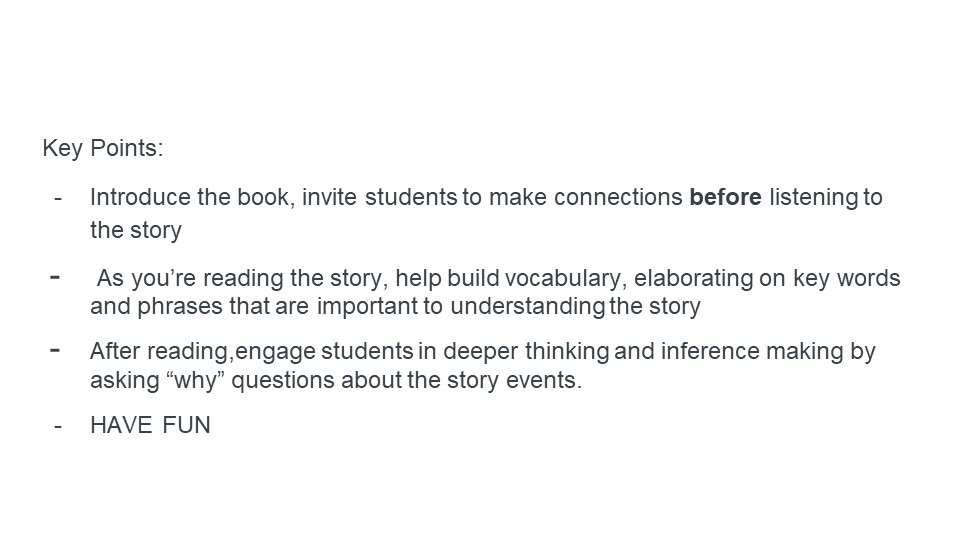 Key Points:
- Introduce the book, invite students to make connections before listening to
the story
- As you’re reading the story, help build vocabulary, elaborating on key words
and phrases that are important to understanding the story
- After reading,engage students in deeper thinking and inference making by
asking “why” questions about the story events.
- HAVE FUN